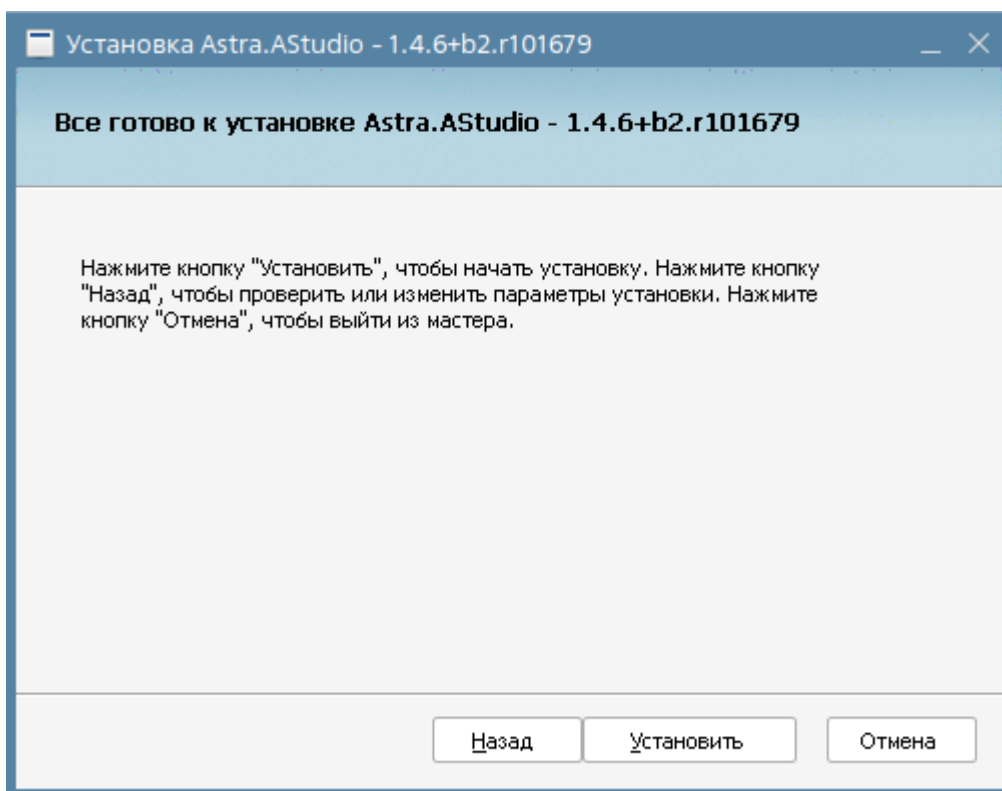 Установка Astra.AStudio - 1.4.6+b2.r101679
Все готово к установке Astra.AStudio - 1.4.6+b2.r101679
Нажмите кнопку "Установить", чтобы начать установку. Нажмите кнопку
"Назад", чтобы проверить или изменить параметры установки. Нажмите
кнопку "Отмена", чтобы выйти из мастера.
Назад
Установить
Отмена